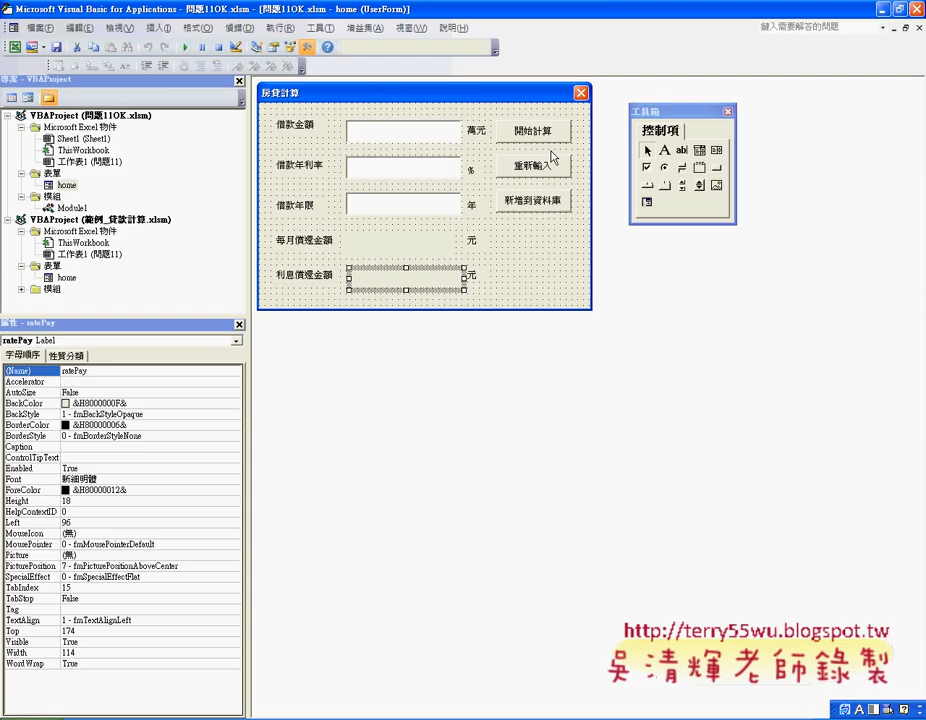 Microsoft Visual Basic for Applications - 問題11OK.xlsm - [問題11OK.xlsm - home (UserForm)]
檔案(F) 編輯(E) 檢視(V) 插入(I) 格式(O) 偵錯(D) 執行(R) 工具(T) 增益集(A) 視窗(W) 說明(H) 鍵入需要解答的問題
專案 - VBAProject
VBAProject (問題11OK.xlsm)
Microsoft Excel 物件
Sheet1 (Sheet1)
ThisWorkbook
工作表1 (問題11)
表單
home
模組
Module1
VBAProject (範例_貸款計算.xlsm)
Microsoft Excel 物件
ThisWorkbook
工作表1 (問題11)
表單
home
模組
屬性 - ratePay
ratePay Label
字母順序 性質分類
(Name) ratePay
Accelerator
AutoSize False
BackColor &H8000000F&
BackStyle 1 - fmBackStyleOpaque
BorderColor &H80000006&
BorderStyle 0 - fmBorderStyleNone
Caption
ControlTipText
Enabled True
Font 新細明體
ForeColor &H80000012&
Height 18
HelpContextID 0
Left 96
MouseIcon (無)
MousePointer 0 - fmMousePointerDefault
Picture (無)
PicturePosition 7 - fmPicturePositionAboveCenter
SpecialEffect 0 - fmSpecialEffectFlat
TabIndex 15
TabStop False
Tag
TextAlign 1 - fmTextAlignLeft
Top 174
Visible True
Width 114
WordWrap True
房貸計算
借款金額 萬元 開始計算
借款年利率 % 重新輸入
借款年限 年 新增到資料庫
每月償還金額 元
利息償還金額 元
工具箱
控制項
http://terry55wu.blogspot.tw
吳清輝老師錄製